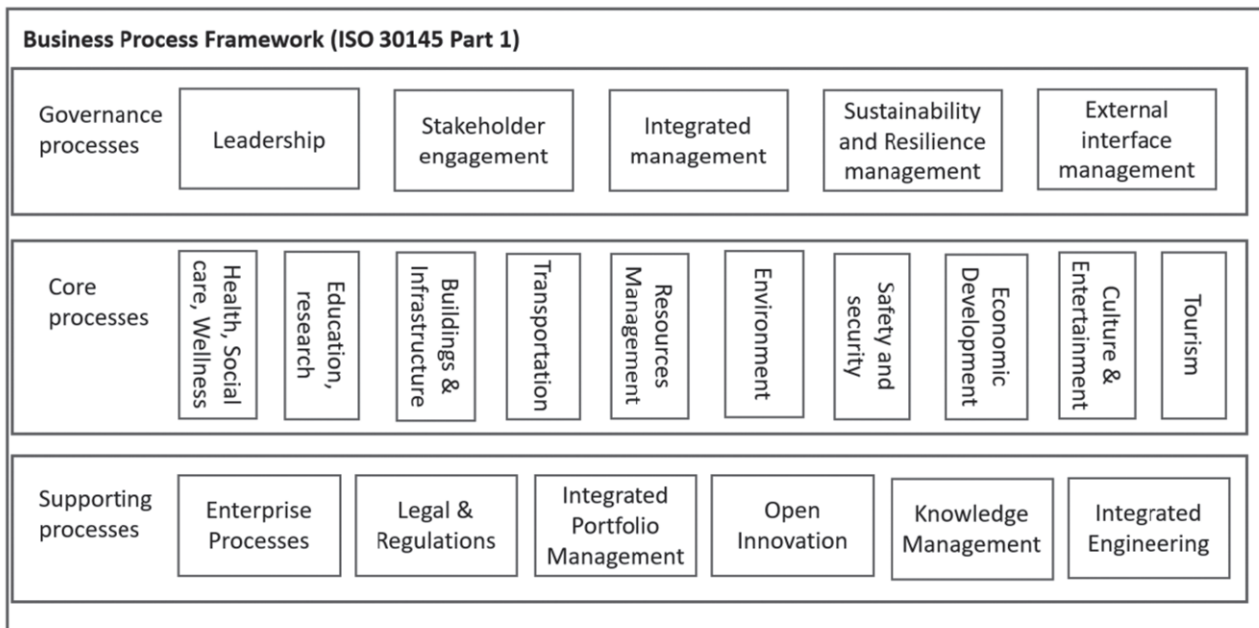 Business Process Framework (ISO 30145 Part 1)
Governance
processes
Leadership
Stakeholder
engagement
Integrated
management
Sustainability
and Resilience
management
External
interface
management
Core
processes
Health, Social
care, Wellness
Education,
research
Buildings &
Infrastructure
Transportation
Resources
Management
Environment
Safety and
security
Economic
Development
Culture &
Entertainment
Tourism
Supporting
processes
Enterprise
Processes
Legal &
Regulations
Integrated
Portfolio
Management
Open
Innovation
Knowledge
Management
Integrated
Engineering